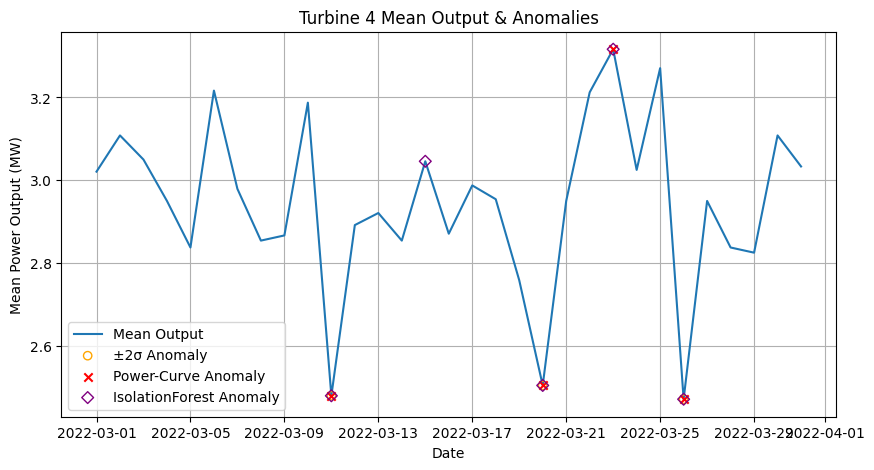 Turbine 4 Mean Output & Anomalies
Mean Power Output (MW)
3.2
3.0
2.8
2.6
Mean Output
±2σ Anomaly
Power-Curve Anomaly
IsolationForest Anomaly
2022-03-01 2022-03-05 2022-03-09 2022-03-13 2022-03-17 2022-03-21 2022-03-25 2022-03-29 2022-04-01
Date